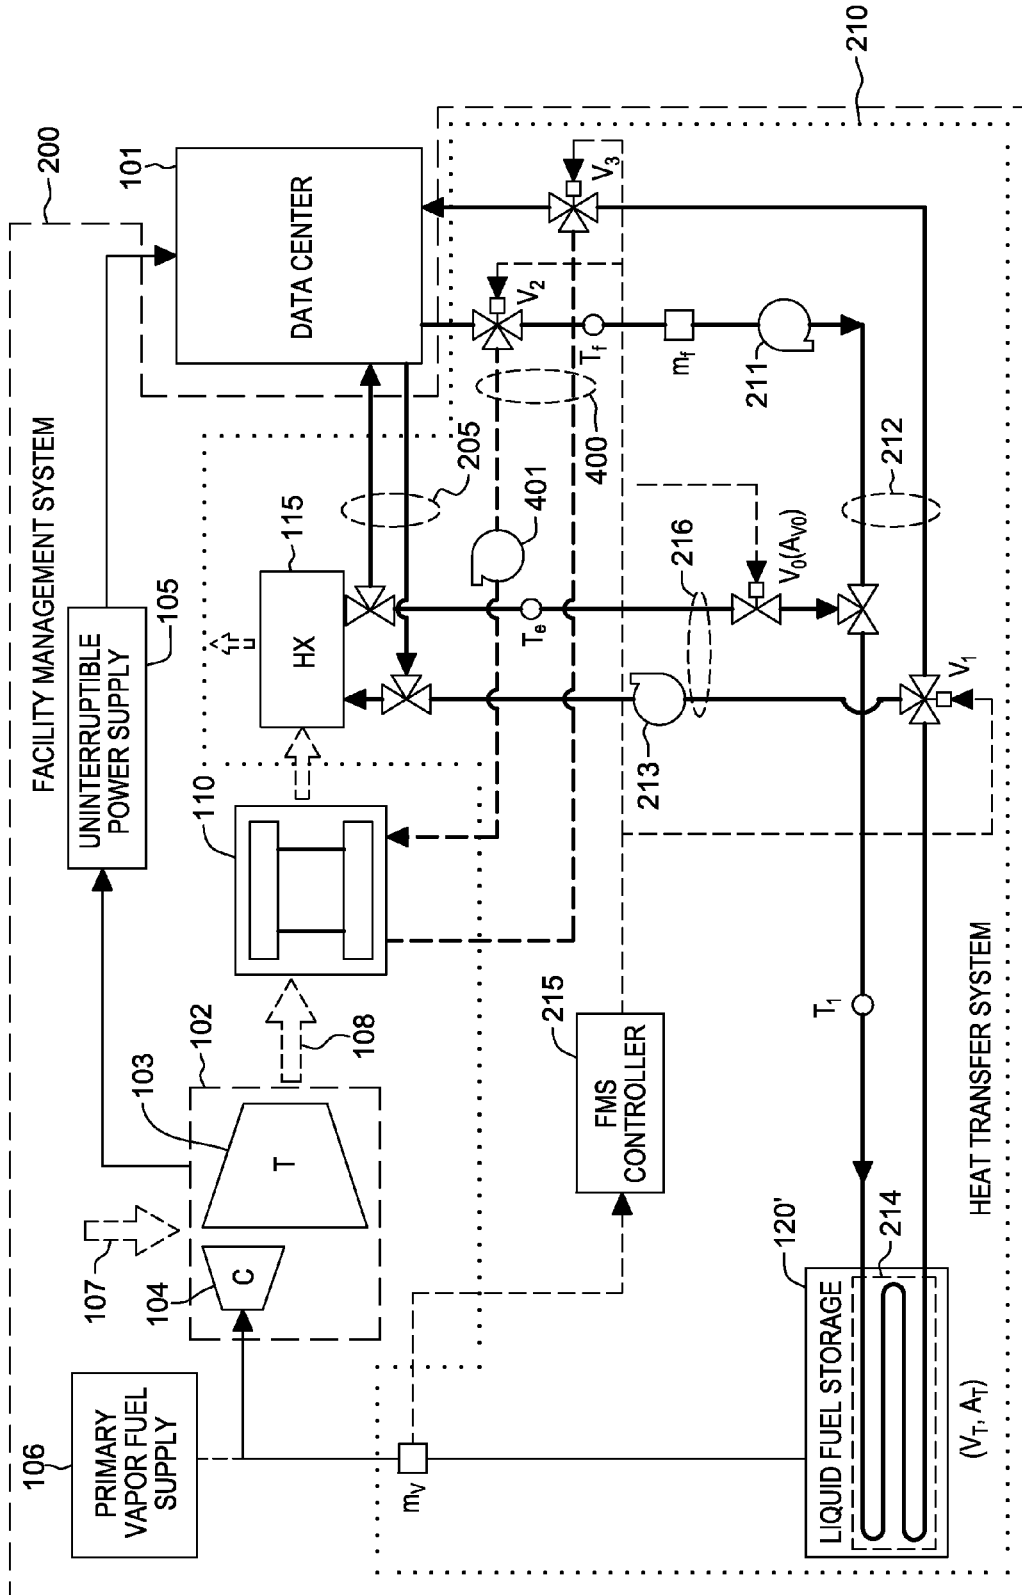 FACILITY MANAGEMENT SYSTEM
200
106
PRIMARY
VAPOR FUEL
SUPPLY
107
104
C
103
T
102
108
UNINTERRUPTIBLE
POWER SUPPLY
105
110
115
HX
101
DATA CENTER
205
401
400
210
V2
V3
Tf
mf
211
212
Te
216
V0(AV0)
213
V1
mV
FMS
CONTROLLER
215
T1
120'
LIQUID FUEL STORAGE
214
(VT, AT)
HEAT TRANSFER SYSTEM